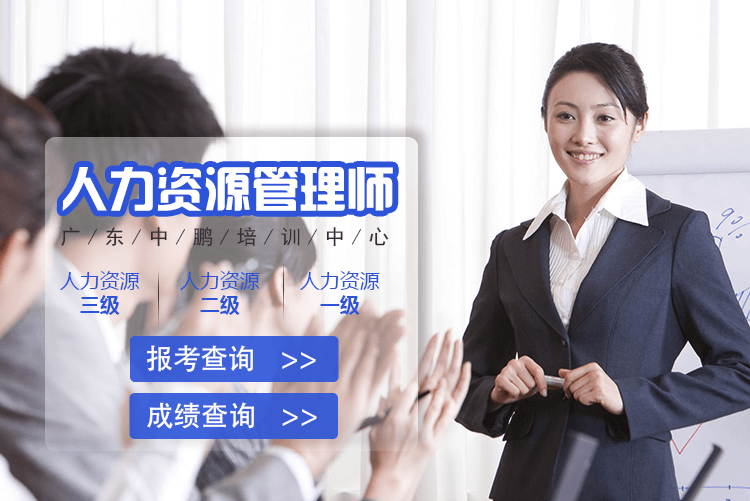 人力资源管理师
广/东/中/鹏/培/训/中/心
人力资源 人力资源 人力资源
三级 二级 一级
报考查询 >>
成绩查询 >>
90%